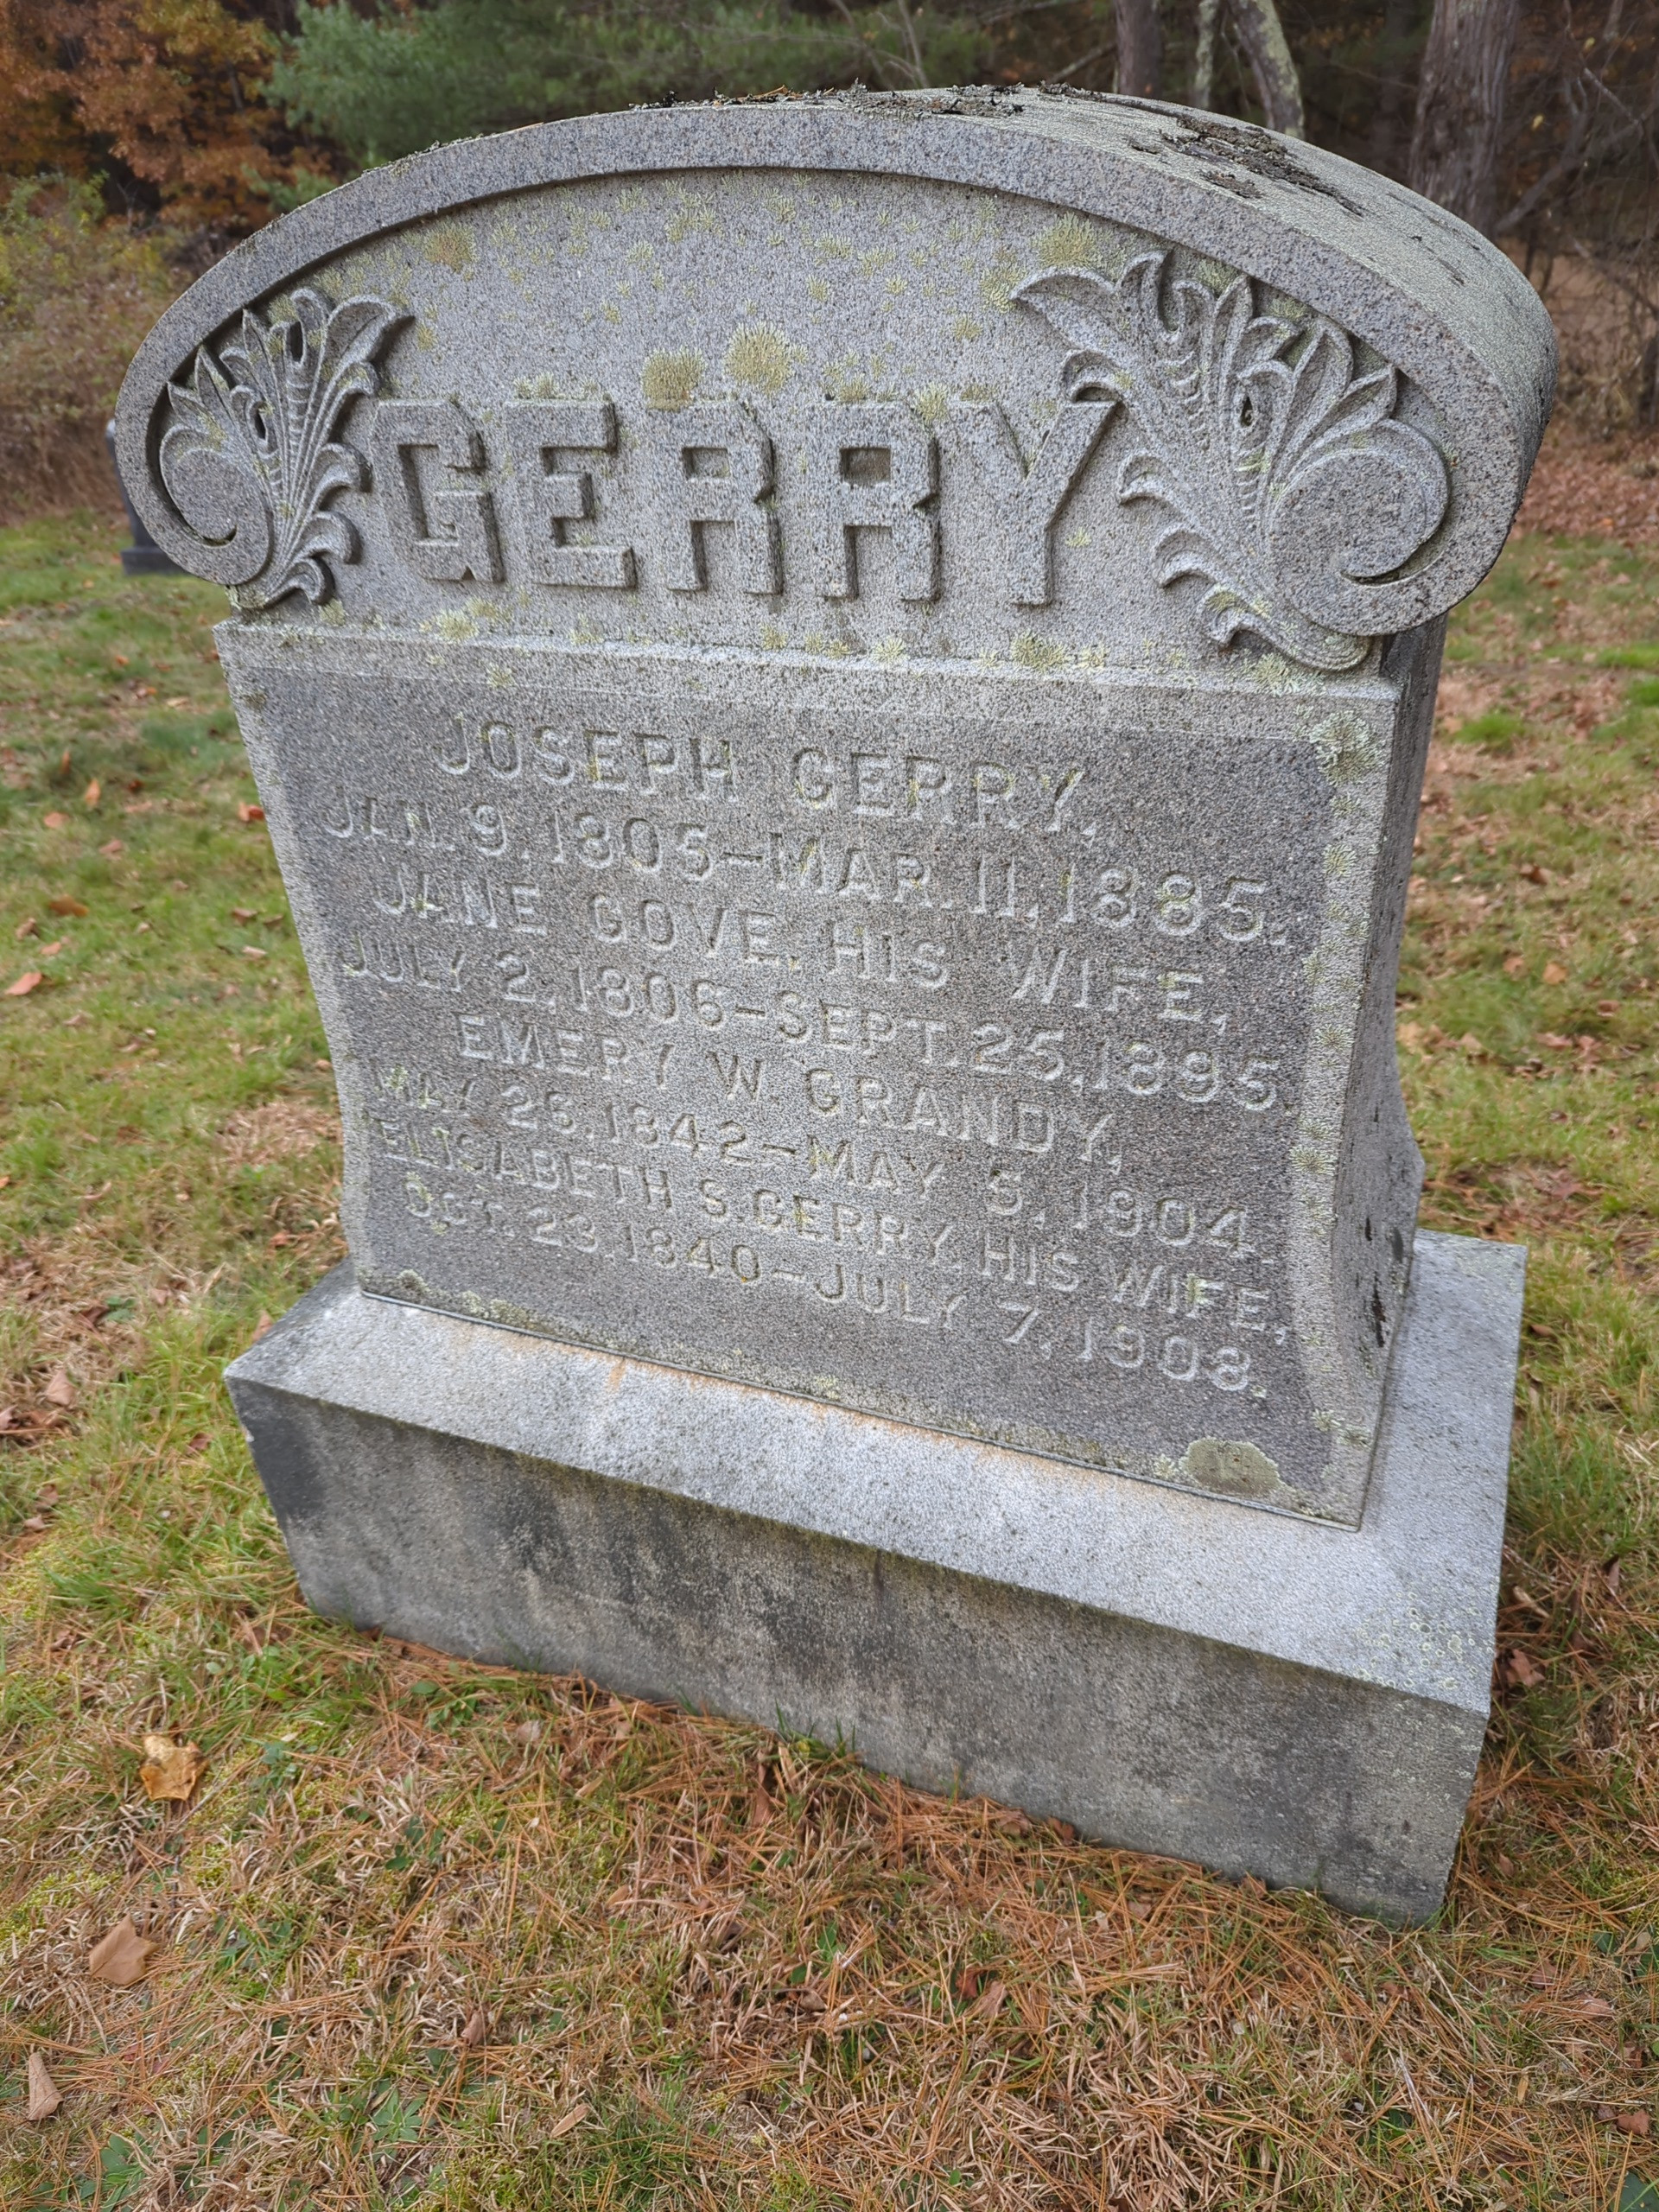 GERRY
JOSEPH GERRY,
JAN. 9, 1805–MAR. 11, 1885.
JANE GOVE, HIS WIFE,
JULY 2, 1806–SEPT. 25, 1895.
EMERY W. GRANDY,
MAY 23, 1842–MAY 5, 1904.
ELISABETH S. GERRY, HIS WIFE,
OCT. 23, 1840–JULY 7, 1908.